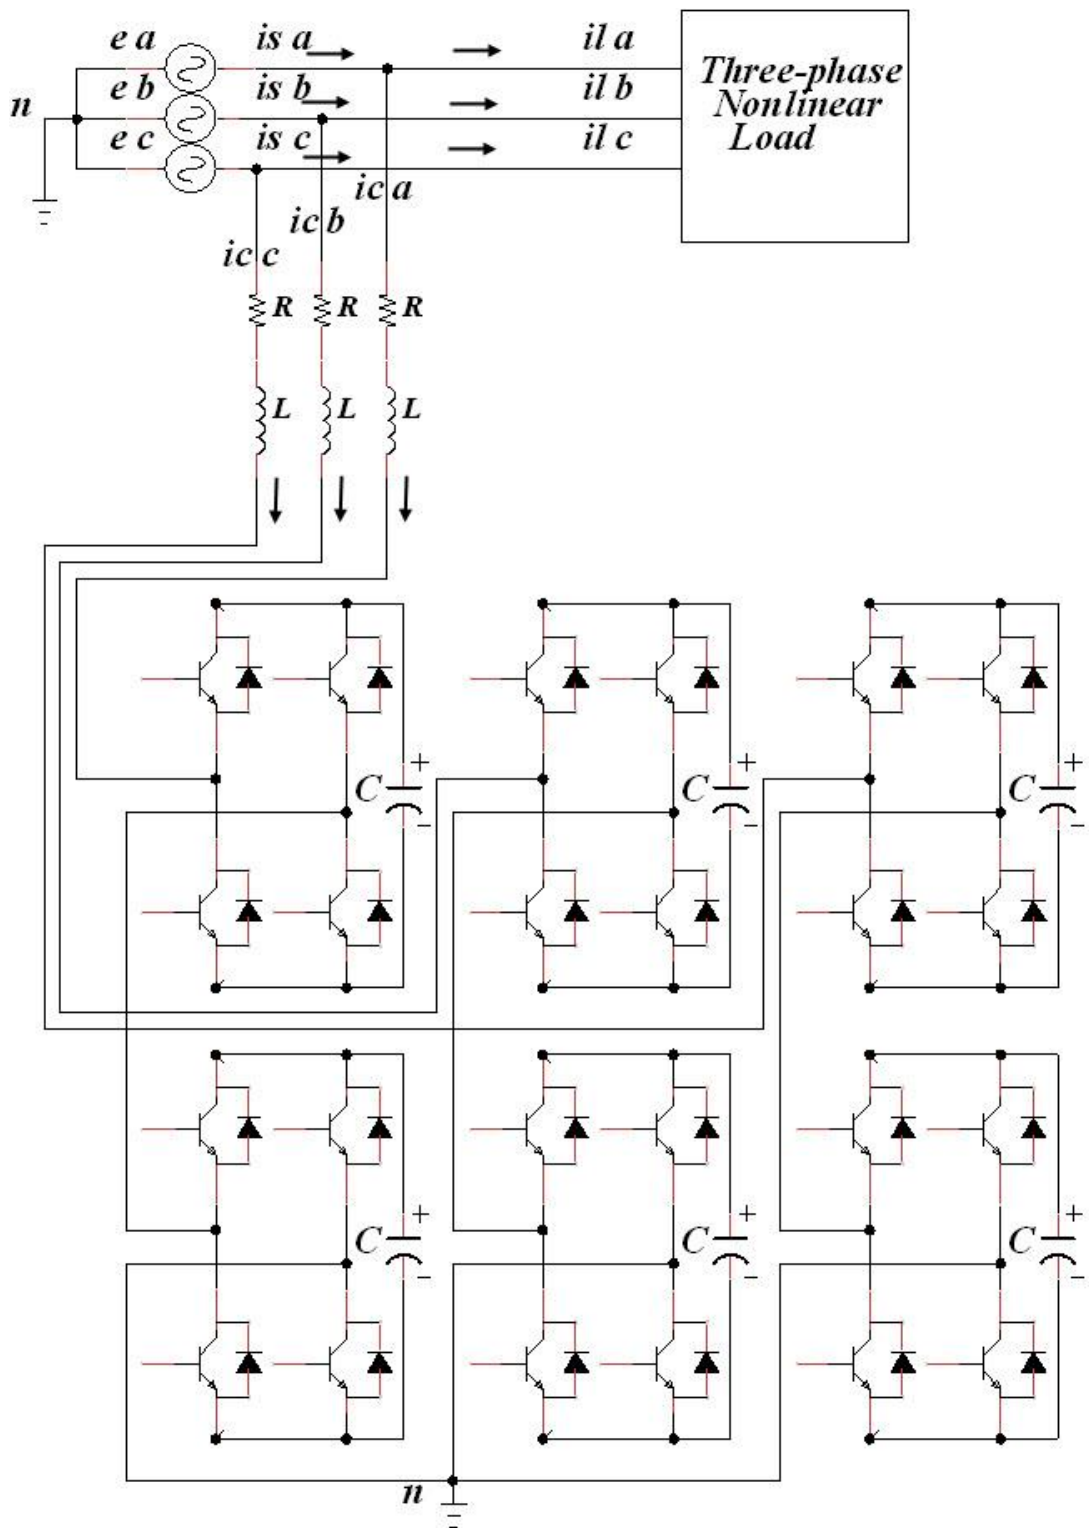 e a is a il a
Three-phase
Nonlinear
Load
e b is b il b
n
e c is c il c
ic a
ic b
ic c
R R R
L L L
+ + +
C C C
- - -
+ + +
C C C
- - -
n